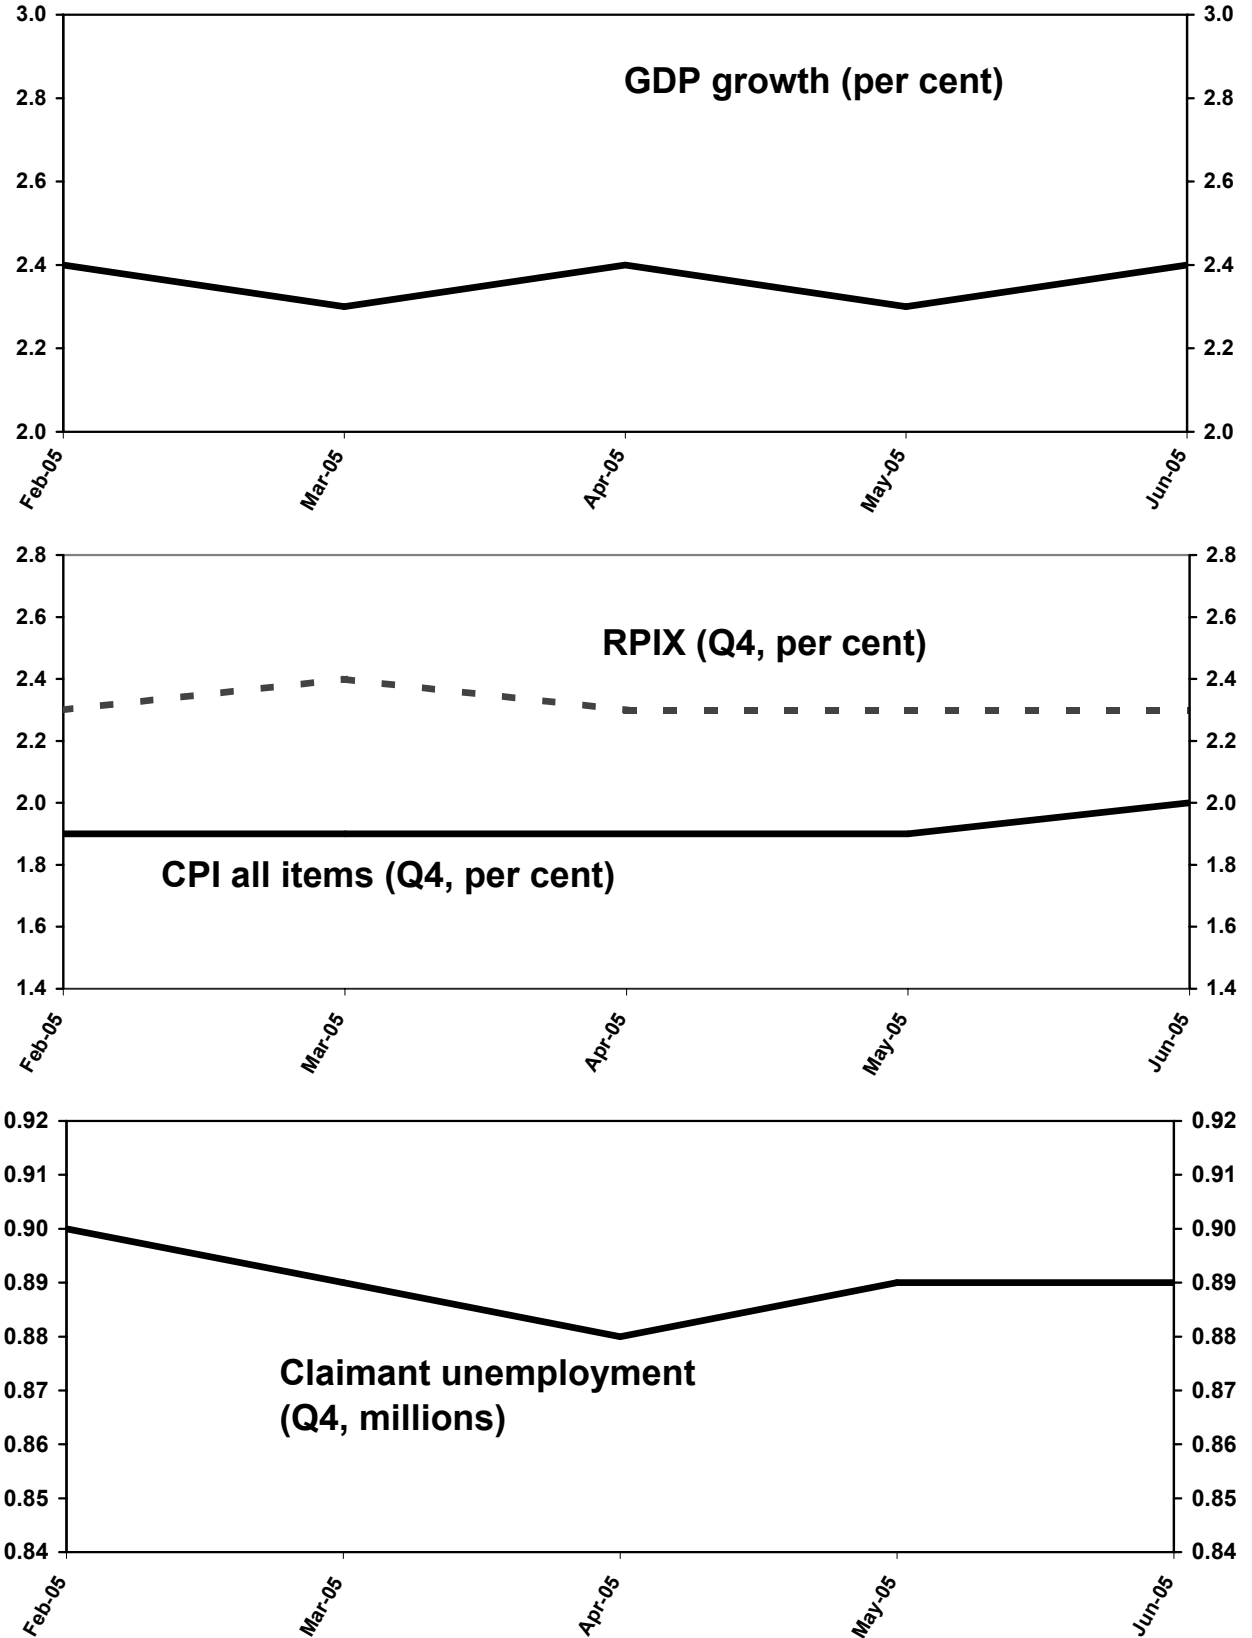 3.0 3.0
GDP growth (per cent)
2.8 2.8
2.6 2.6
2.4 2.4
2.2 2.2
2.0 2.0
Feb-05 Mar-05 Apr-05 May-05 Jun-05
2.8 2.8
2.6 2.6
RPIX (Q4, per cent)
2.4 2.4
2.2 2.2
2.0 2.0
1.8 1.8
CPI all items (Q4, per cent)
1.6 1.6
1.4 1.4
Feb-05 Mar-05 Apr-05 May-05 Jun-05
0.92 0.92
0.91 0.91
0.90 0.90
0.89 0.89
0.88 0.88
Claimant unemployment
0.87 0.87
(Q4, millions)
0.86 0.86
0.85 0.85
0.84 0.84
Feb-05 Mar-05 Apr-05 May-05 Jun-05